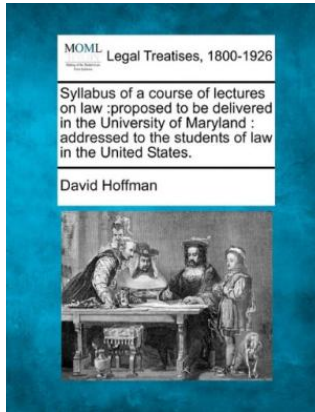 MOML Legal Treatises, 1800-1926
Syllabus of a course of lectures
on law :proposed to be delivered
in the University of Maryland :
addressed to the students of law
in the United States.
David Hoffman